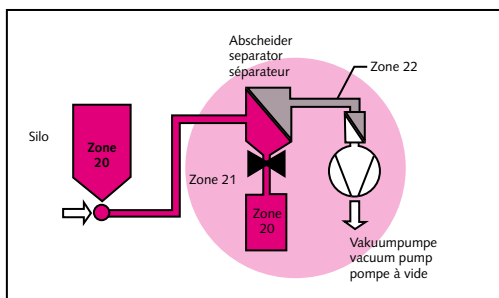 Abscheider
separator
séparateur
Zone 22
Silo
Zone
20
Zone 21
Zone
20
Vakuumpumpe
vacuum pump
pompe à vide